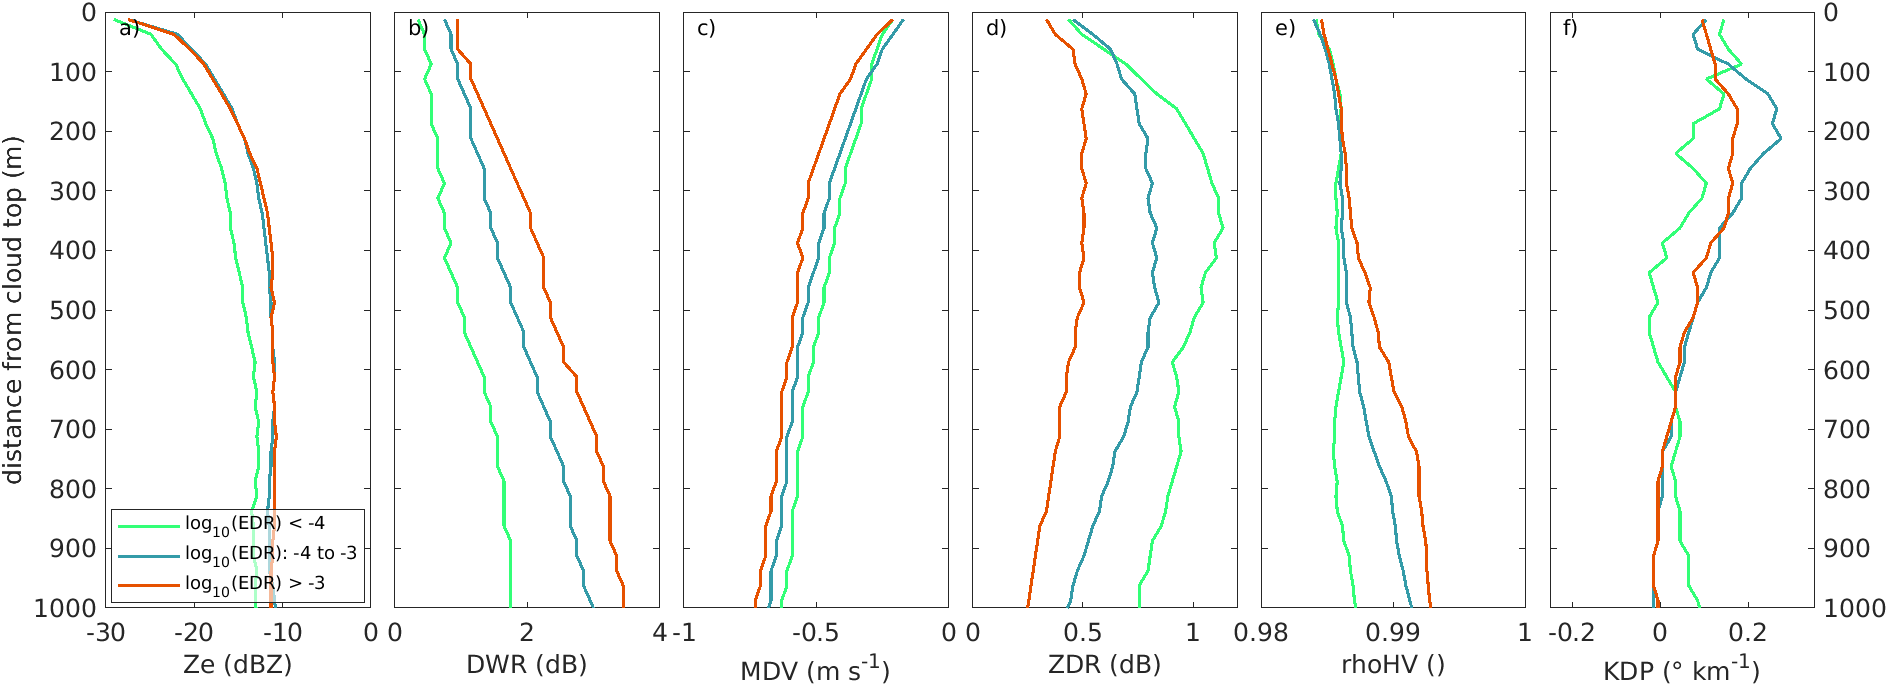 distance from cloud top (m)
0
100
200
300
400
500
600
700
800
900
1000
a)
b)
c)
d)
e)
f)
log10(EDR) < -4
log10(EDR): -4 to -3
log10(EDR) > -3
0
100
200
300
400
500
600
700
800
900
1000
-30 -20 -10 0
0 2 4
-1 -0.5 0
0 0.5 1
0.98 0.99 1
-0.2 0 0.2
Ze (dBZ)
DWR (dB)
MDV (m s-1)
ZDR (dB)
rhoHV ()
KDP (° km-1)